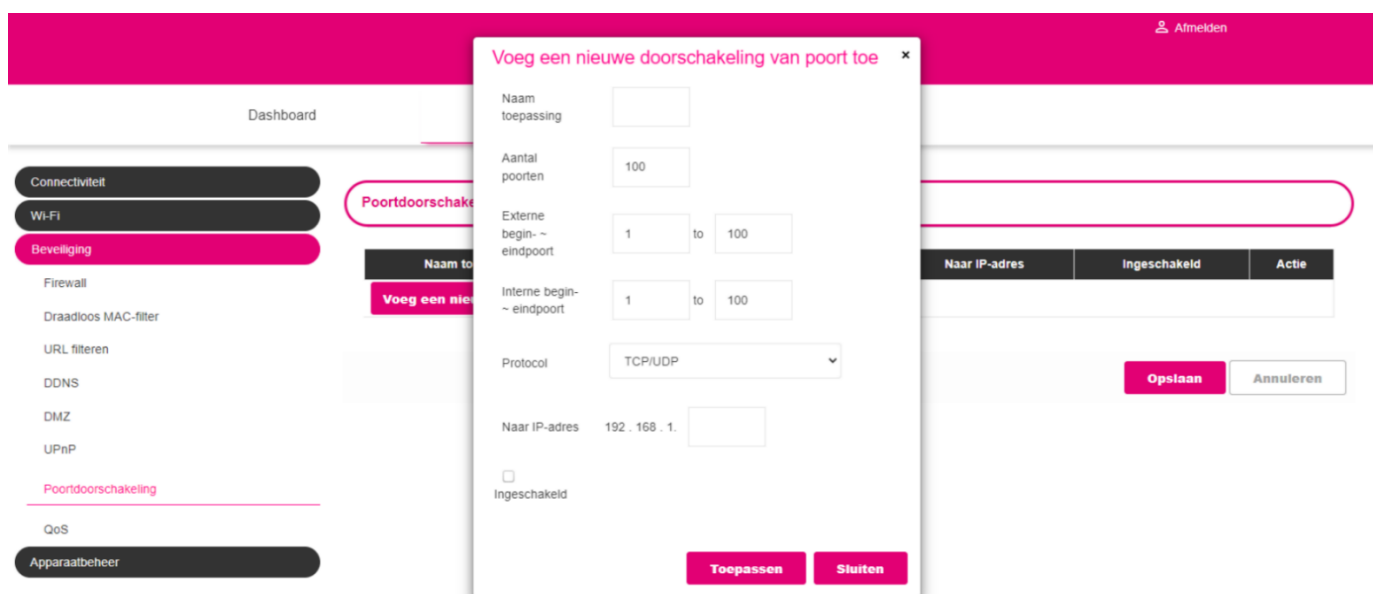 Afmelden
Voeg een nieuwe doorschakeling van poort toe ×
Dashboard
Naam
toepassing
Aantal
poorten
100
Externe
begin- ~
eindpoort
1 to 100
Interne begin-
~ eindpoort
1 to 100
Protocol
TCP/UDP
Naar IP-adres 192 . 168 . 1.
Ingeschakeld
Toepassen Sluiten
Connectiviteit
Wi-Fi
Beveiliging
Firewall
Draadloos MAC-filter
URL filteren
DDNS
DMZ
UPnP
Poortdoorschakeling
QoS
Apparaatbeheer
Poortdoorschake
Naam to Naar IP-adres Ingeschakeld Actie
Voeg een nie
Opslaan Annuleren